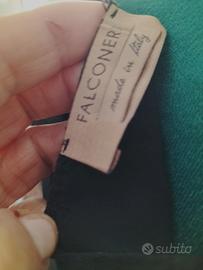 FALCONERI
made in Italy
subito